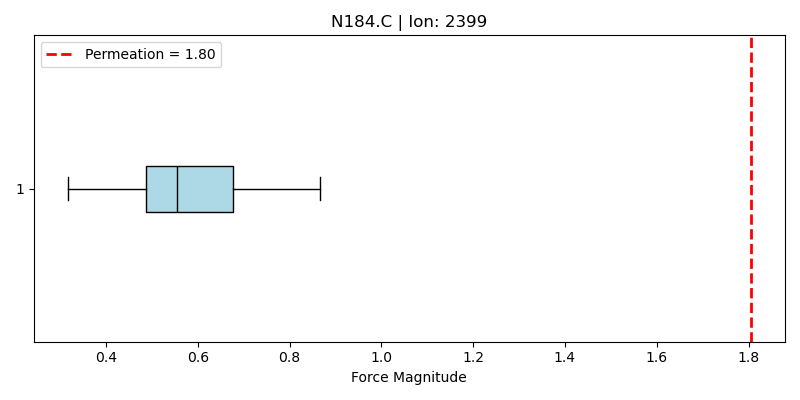 N184.C | Ion: 2399
Permeation = 1.80
1
0.4 0.6 0.8 1.0 1.2 1.4 1.6 1.8
Force Magnitude